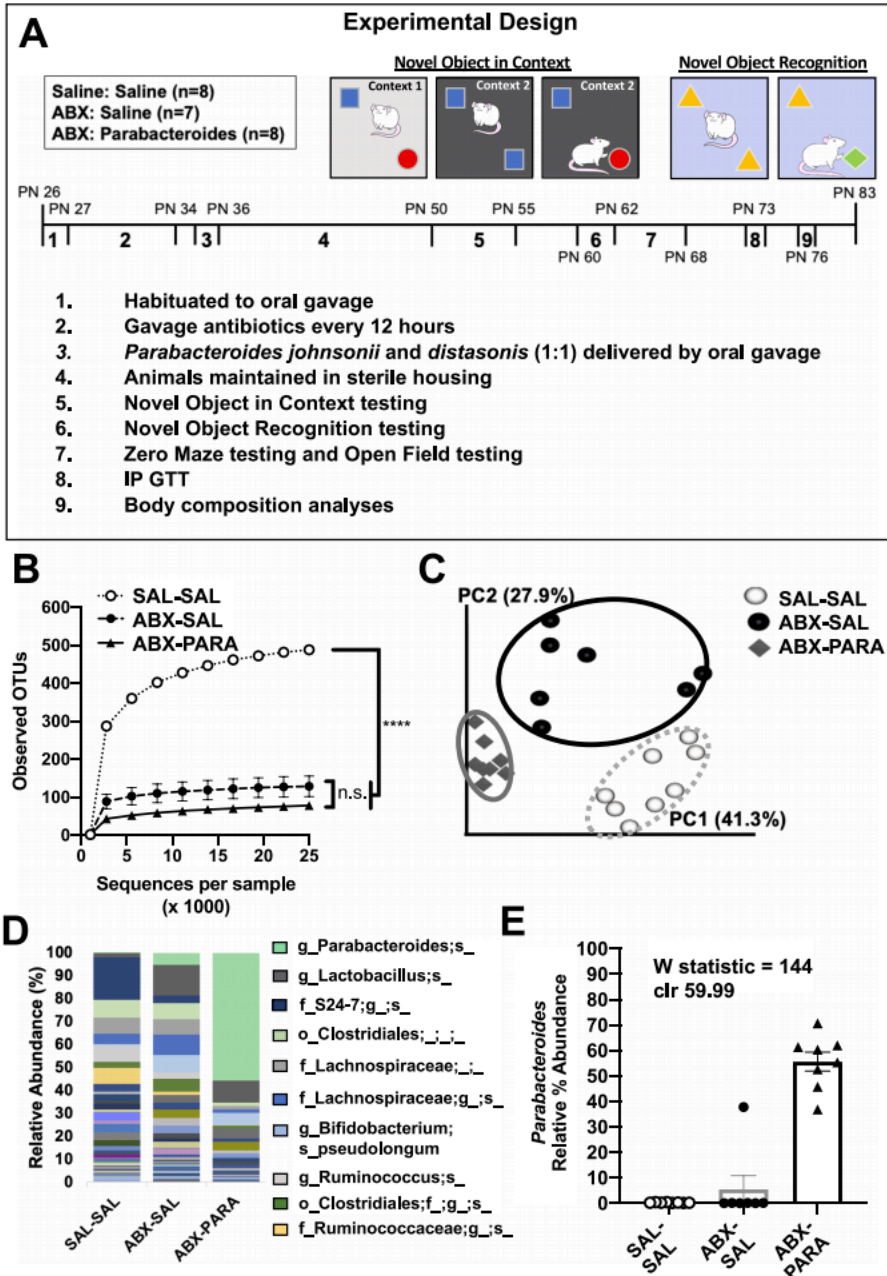 A
Experimental Design
Saline: Saline (n=8)
ABX: Saline (n=7)
ABX: Parabacteroides (n=8)
Novel Object in Context
Context 1
Context 2
Context 2
Novel Object Recognition
PN 26
PN 27
PN 34
PN 36
PN 50
PN 55
PN 62
PN 73
PN 83
1 2 3 4 5 6 7 8 9
PN 60
PN 68
PN 76
1. Habituated to oral gavage
2. Gavage antibiotics every 12 hours
3. Parabacteroides johnsonii and distasonis (1:1) delivered by oral gavage
4. Animals maintained in sterile housing
5. Novel Object in Context testing
6. Novel Object Recognition testing
7. Zero Maze testing and Open Field testing
8. IP GTT
9. Body composition analyses
B
SAL-SAL
ABX-SAL
ABX-PARA
Observed OTUs
600
500
400
300
200
100
0
0 5 10 15 20 25
****
n.s.
Sequences per sample
(x 1000)
C
PC2 (27.9%)
PC1 (41.3%)
SAL-SAL
ABX-SAL
ABX-PARA
D
Relative Abundance (%)
100
90
80
70
60
50
40
30
20
10
0
SAL-SAL
ABX-SAL
ABX-PARA
g_Parabacteroides;s_
g_Lactobacillus;s_
f_S24-7;g_;s_
o_Clostridiales;_;_;_
f_Lachnospiraceae;_;_
f_Lachnospiraceae;g_;s_
g_Bifidobacterium;
s_pseudolongum
g_Ruminococcus;s_
o_Clostridiales;f_;g_;s_
f_Ruminococcaceae;g_;s_
E
Parabacteroides
Relative % Abundance
100
90
80
70
60
50
40
30
20
10
0
W statistic = 144
clr 59.99
SAL-
SAL
ABX-
SAL
ABX-
PARA